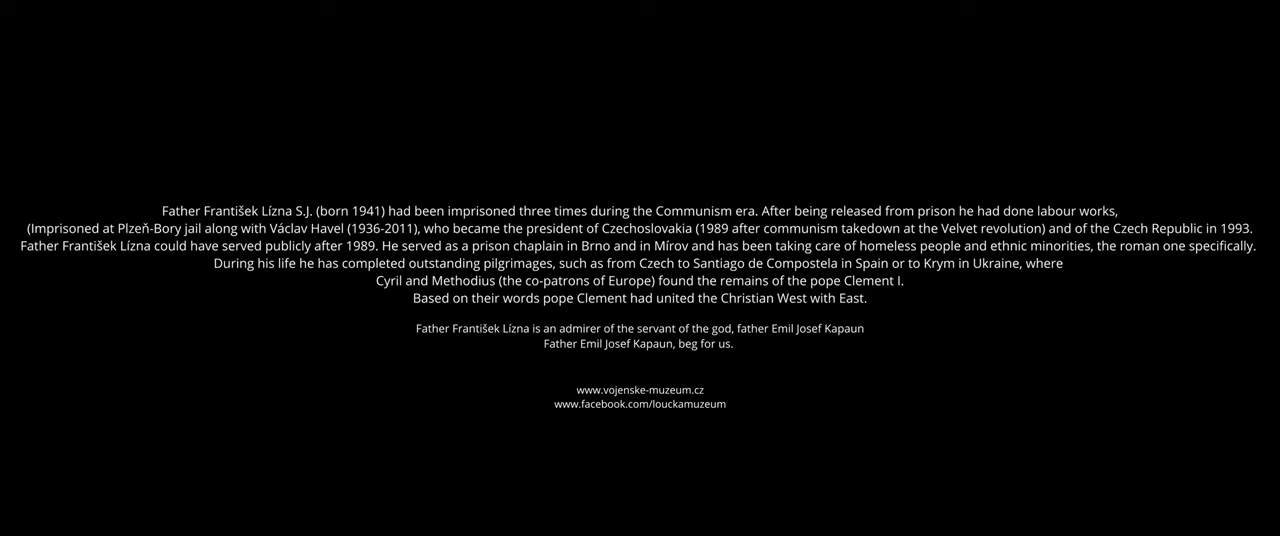 Father František Lízna S.J. (born 1941) had been imprisoned three times during the Communism era. After being released from prison he had done labour works,
(Imprisoned at Plzeň-Bory jail along with Václav Havel (1936-2011), who became the president of Czechoslovakia (1989 after communism takedown at the Velvet revolution) and of the Czech Republic in 1993.
Father František Lízna could have served publicly after 1989. He served as a prison chaplain in Brno and in Mírov and has been taking care of homeless people and ethnic minorities, the roman one specifically.
During his life he has completed outstanding pilgrimages, such as from Czech to Santiago de Compostela in Spain or to Krym in Ukraine, where
Cyril and Methodius (the co-patrons of Europe) found the remains of the pope Clement I.
Based on their words pope Clement had united the Christian West with East.
Father František Lízna is an admirer of the servant of the god, father Emil Josef Kapaun
Father Emil Josef Kapaun, beg for us.
www.vojenske-muzeum.cz
www.facebook.com/louckamuzeum